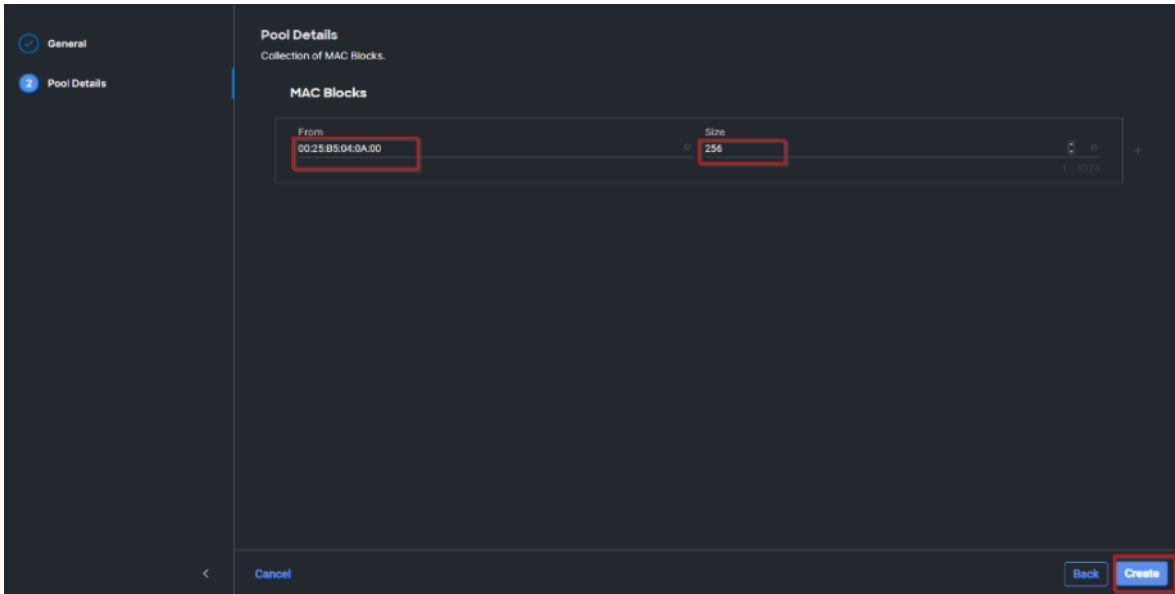 General
2 Pool Details
Pool Details
Collection of MAC Blocks.
MAC Blocks
From
00:25:B5:04:0A:00
Size
256
1 - 1024
Cancel
Back
Create